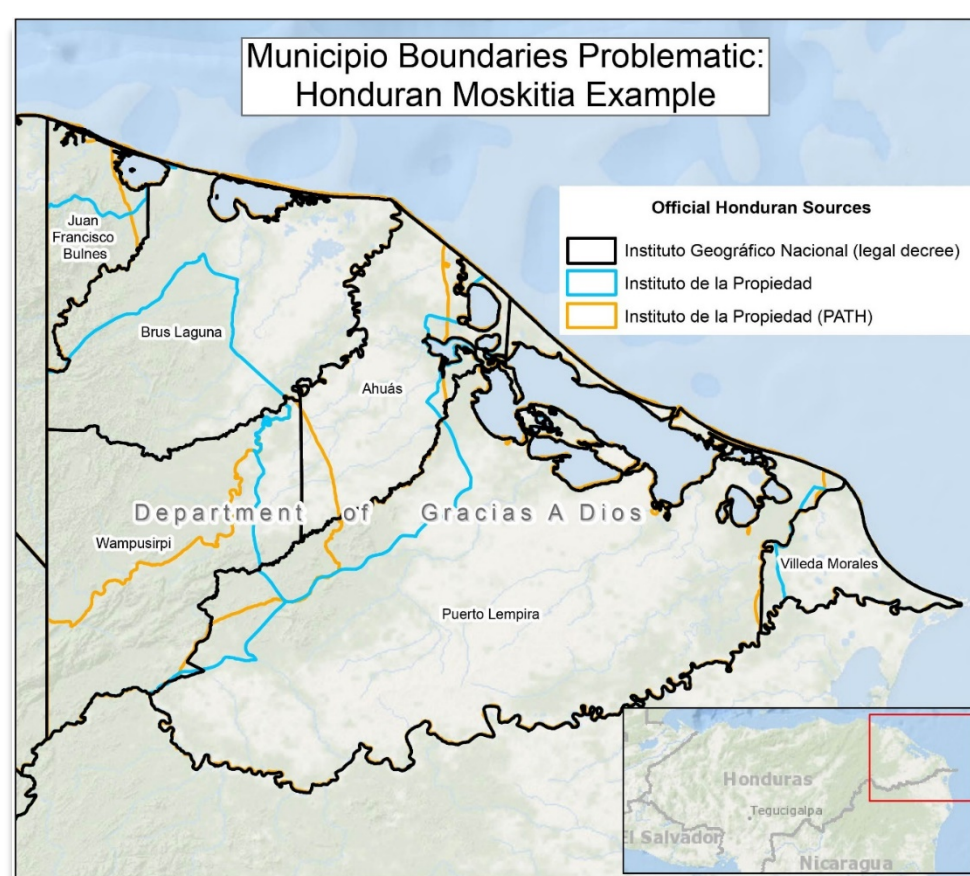 Municipio Boundaries Problematic:
Honduran Moskitia Example
Official Honduran Sources
Instituto Geográfico Nacional (legal decree)
Instituto de la Propiedad
Instituto de la Propiedad (PATH)
Juan
Francisco
Bulnes
Brus Laguna
Ahuás
Department of Gracias A Dios
Wampusirpi
Villeda Morales
Puerto Lempira
Honduras
Tegucigalpa
El Salvador
Nicaragua